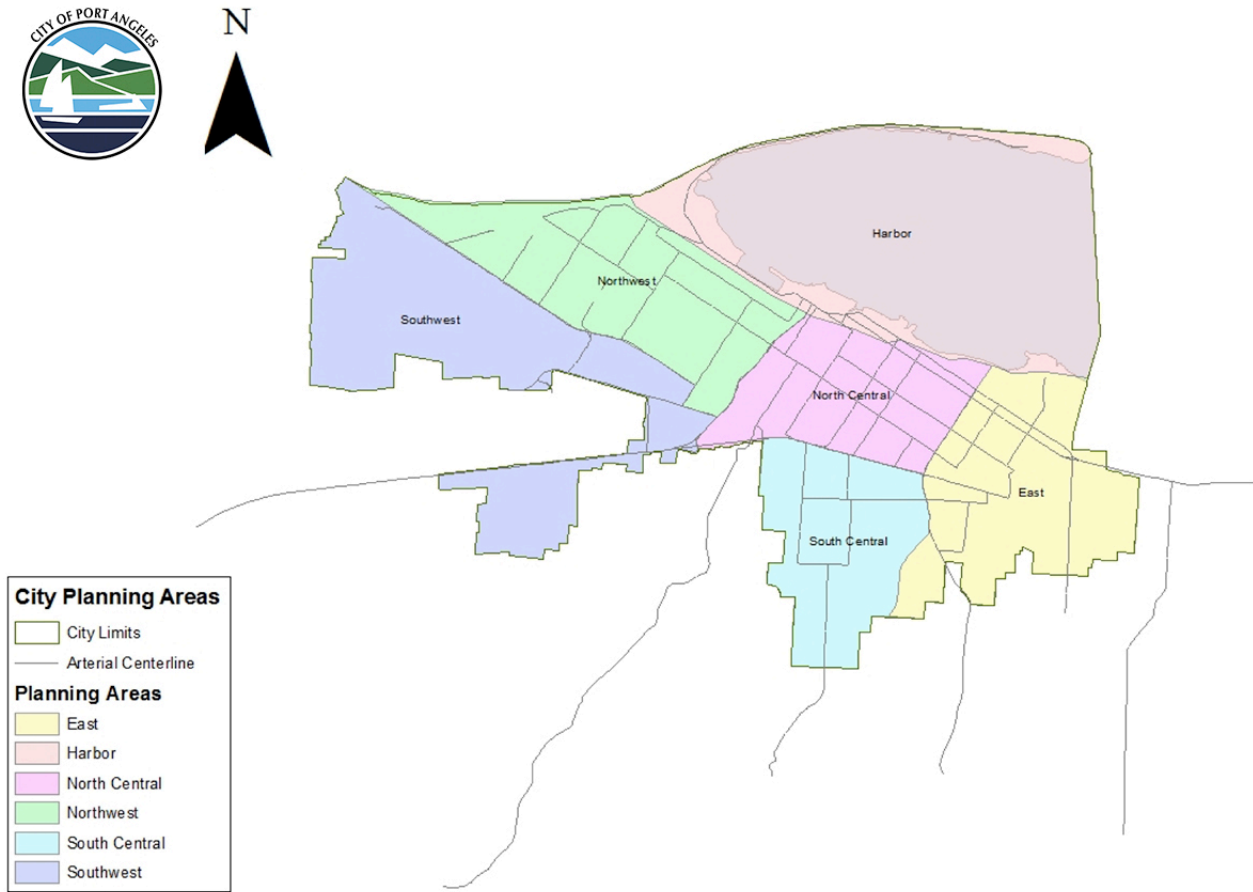 CITY OF PORT ANGELES
N
Harbor
Northwest
Southwest
North Central
East
South Central
City Planning Areas
City Limits
Arterial Centerline
Planning Areas
East
Harbor
North Central
Northwest
South Central
Southwest